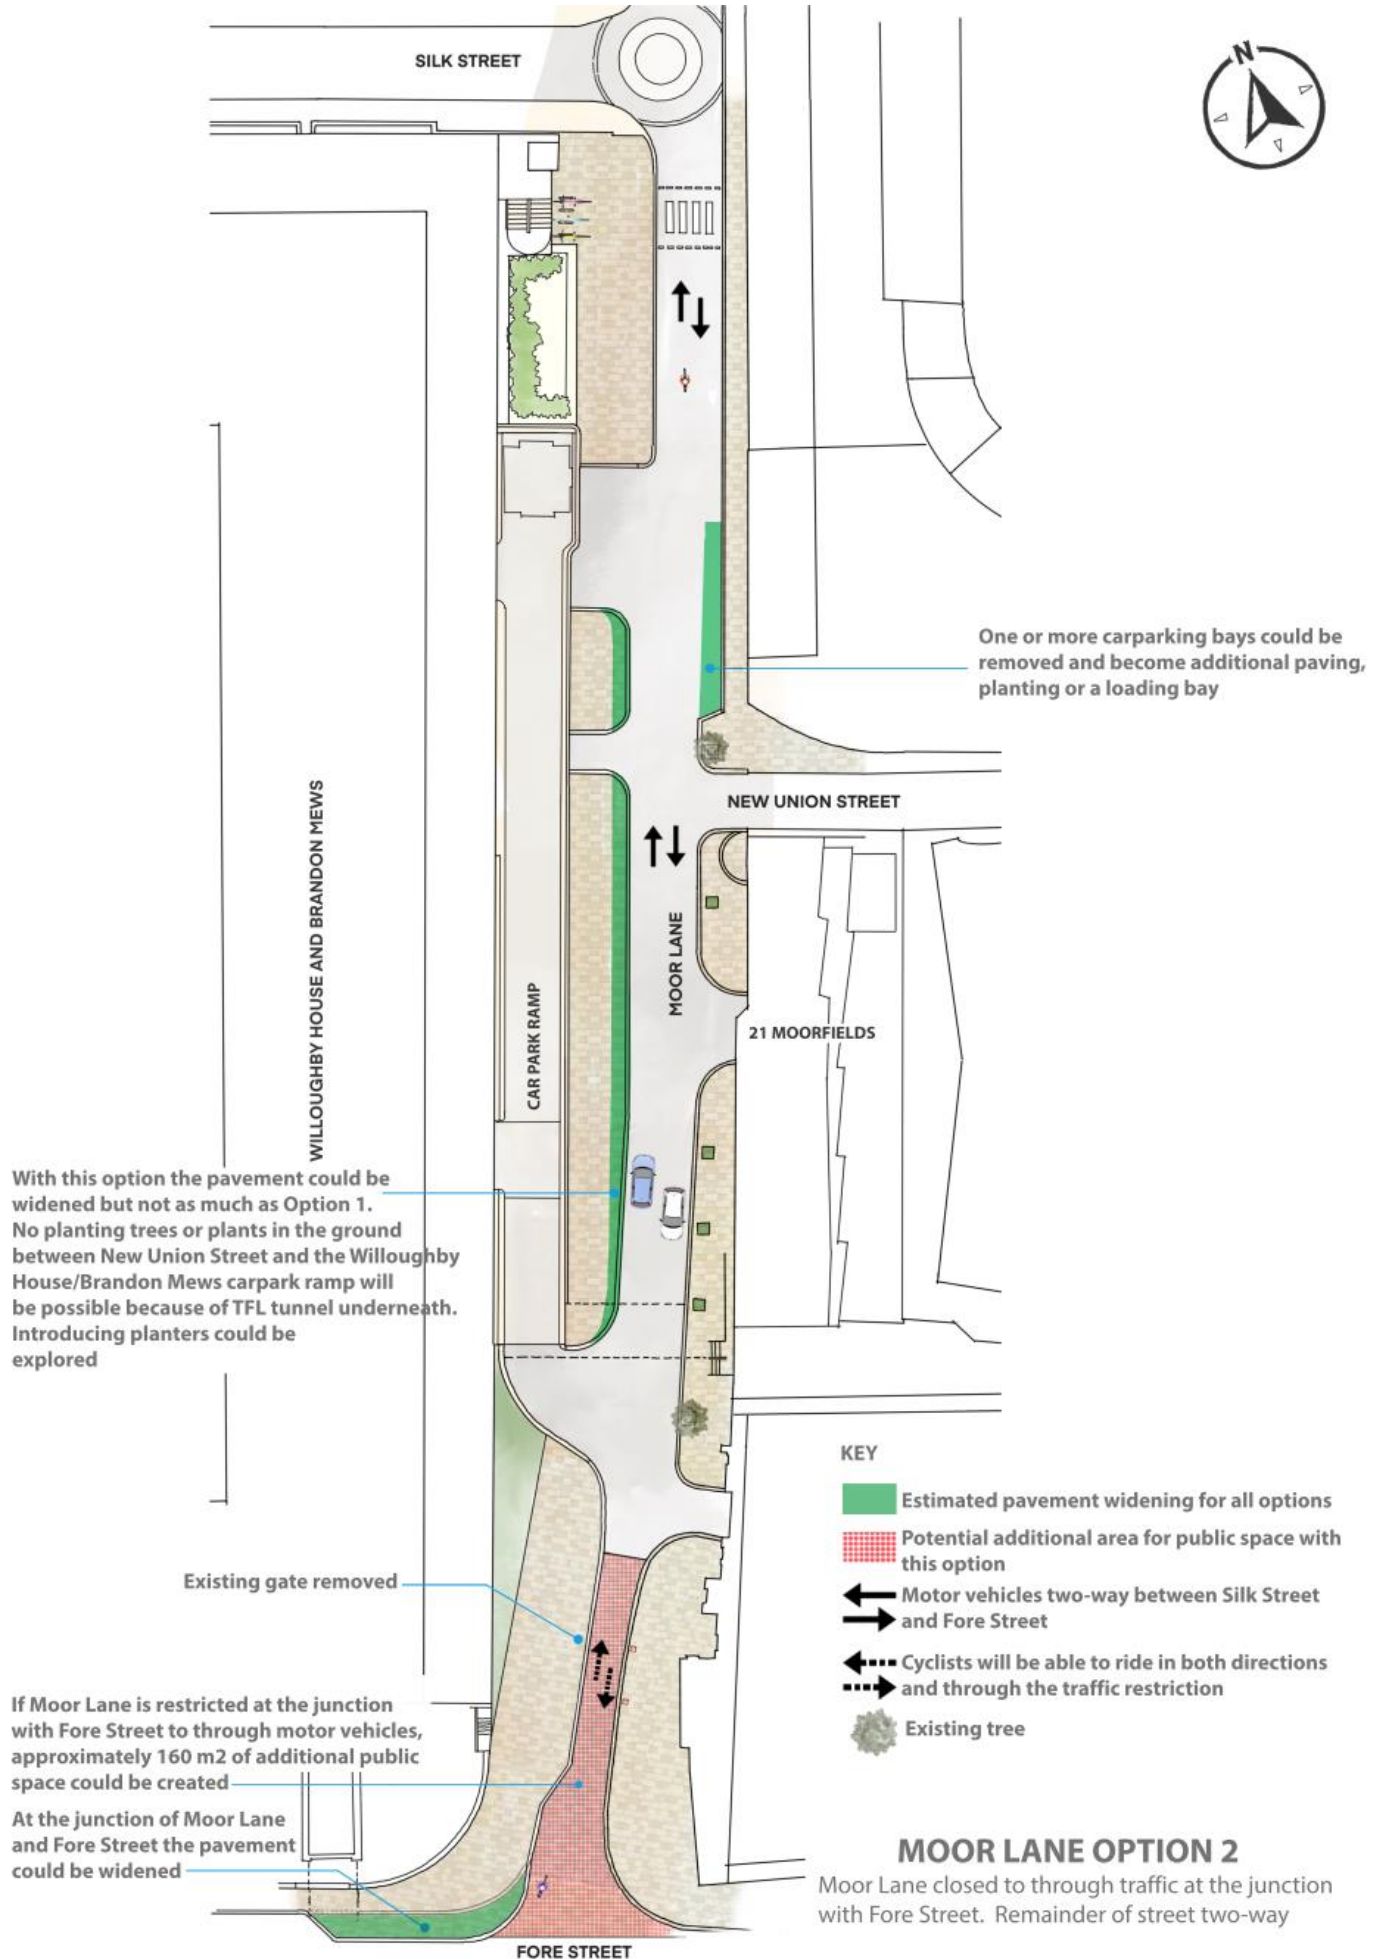 SILK STREET
N
One or more carparking bays could be
removed and become additional paving,
planting or a loading bay
NEW UNION STREET
WILLOUGHBY HOUSE AND BRANDON MEWS
MOOR LANE
CAR PARK RAMP
21 MOORFIELDS
With this option the pavement could be
widened but not as much as Option 1.
No planting trees or plants in the ground
between New Union Street and the Willoughby
House/Brandon Mews carpark ramp will
be possible because of TFL tunnel underneath.
Introducing planters could be
explored
KEY
Estimated pavement widening for all options
Potential additional area for public space with
this option
Motor vehicles two-way between Silk Street
and Fore Street
Cyclists will be able to ride in both directions
and through the traffic restriction
Existing tree
Existing gate removed
If Moor Lane is restricted at the junction
with Fore Street to through motor vehicles,
approximately 160 m2 of additional public
space could be created
At the junction of Moor Lane
and Fore Street the pavement
could be widened
MOOR LANE OPTION 2
Moor Lane closed to through traffic at the junction
with Fore Street. Remainder of street two-way
FORE STREET